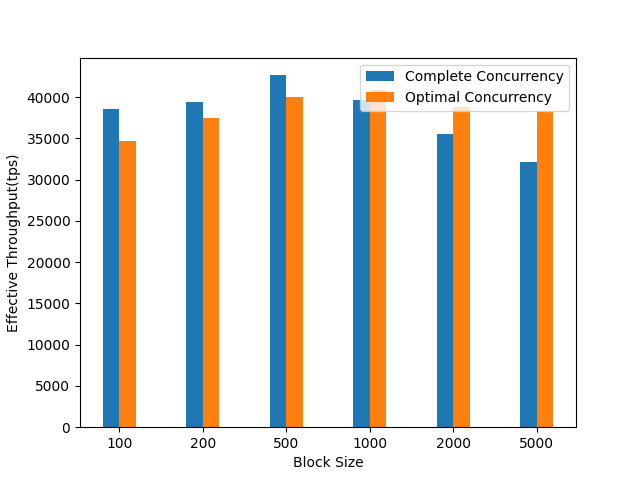 Complete Concurrency
Optimal Concurrency
Effective Throughput(tps)
40000
35000
30000
25000
20000
15000
10000
5000
0
100 200 500 1000 2000 5000
Block Size